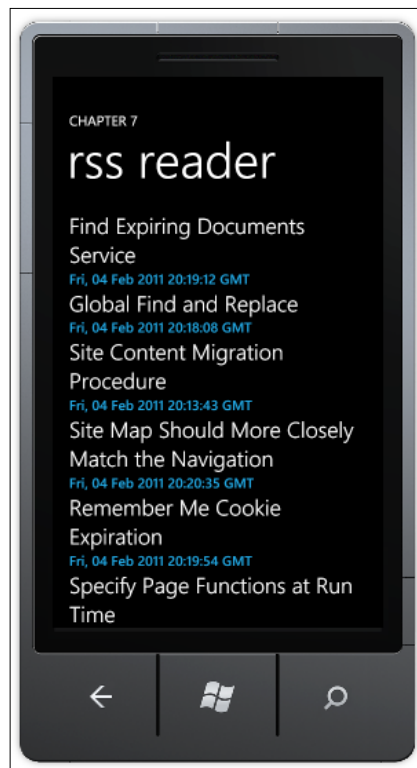 CHAPTER 7
rss reader
Find Expiring Documents
Service
Fri, 04 Feb 2011 20:19:12 GMT
Global Find and Replace
Fri, 04 Feb 2011 20:18:08 GMT
Site Content Migration
Procedure
Fri, 04 Feb 2011 20:13:43 GMT
Site Map Should More Closely
Match the Navigation
Fri, 04 Feb 2011 20:20:35 GMT
Remember Me Cookie
Expiration
Fri, 04 Feb 2011 20:19:54 GMT
Specify Page Functions at Run
Time